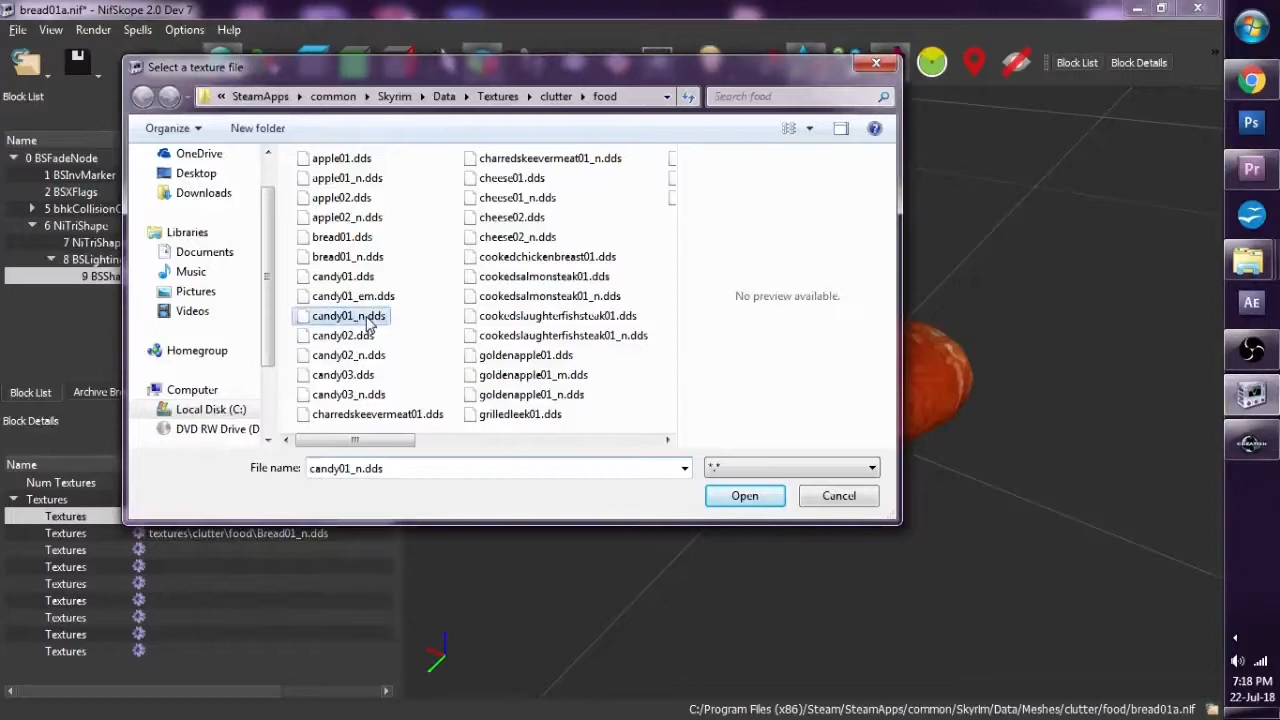 bread01a.nif* - NifSkope 2.0 Dev 7
File View Render Spells Options Help
Select a texture file
Block List Block Details
Block List
« SteamApps ▸ common ▸ Skyrim ▸ Data ▸ Textures ▸ clutter ▸ food
Search food
Organize New folder
Name
0 BSFadeNode
1 BSInvMarker
2 BSXFlags
5 bhkCollisionC
6 NiTriShape
7 NiTriShape
8 BSLightin
9 BSSha
OneDrive
Desktop
Downloads
Libraries
Documents
Music
Pictures
Videos
Homegroup
Computer
Local Disk (C:)
DVD RW Drive (D
apple01.dds
apple01_n.dds
apple02.dds
apple02_n.dds
bread01.dds
bread01_n.dds
candy01.dds
candy01_em.dds
candy01_n.dds
candy02.dds
candy02_n.dds
candy03.dds
candy03_n.dds
charredskeevermeat01.dds
charredskeevermeat01_n.dds
cheese01.dds
cheese01_n.dds
cheese02.dds
cheese02_n.dds
cookedchickenbreast01.dds
cookedsalmonsteak01.dds
cookedsalmonsteak01_n.dds
cookedslaughterfishsteak01.dds
cookedslaughterfishsteak01_n.dds
goldenapple01.dds
goldenapple01_m.dds
goldenapple01_n.dds
grilledleek01.dds
No preview available.
File name: candy01_n.dds *.*
Open Cancel
Block List Archive Br
Block Details
Name
Num Textures
Textures
Textures
Textures textures\clutter\food\Bread01_n.dds
Textures
Textures
Textures
Textures
Textures
Textures
Textures
C:/Program Files (x86)/Steam/SteamApps/common/Skyrim/Data/Meshes/clutter/food/bread01a.nif
Ps
Pr
AE
7:18 PM
22-Jul-18